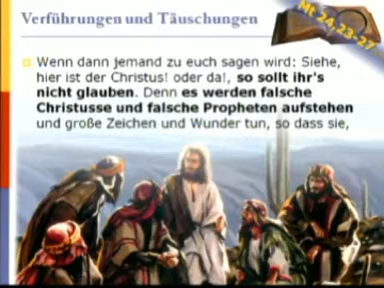 Verführungen und Täuschungen
Mt 24,23-27
Wenn dann jemand zu euch sagen wird: Siehe,
hier ist der Christus! oder da!, so sollt ihr's
nicht glauben. Denn es werden falsche
Christusse und falsche Propheten aufstehen
und große Zeichen und Wunder tun, so dass sie,